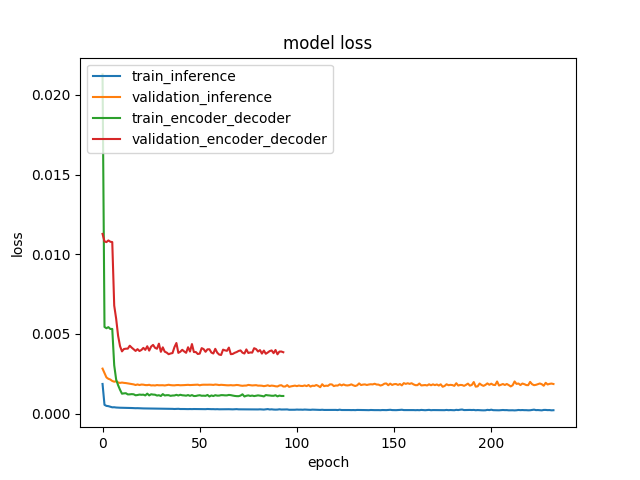 model loss
train_inference
validation_inference
train_encoder_decoder
validation_encoder_decoder
0.020
0.015
0.010
0.005
0.000
loss
0
50
100
150
200
epoch